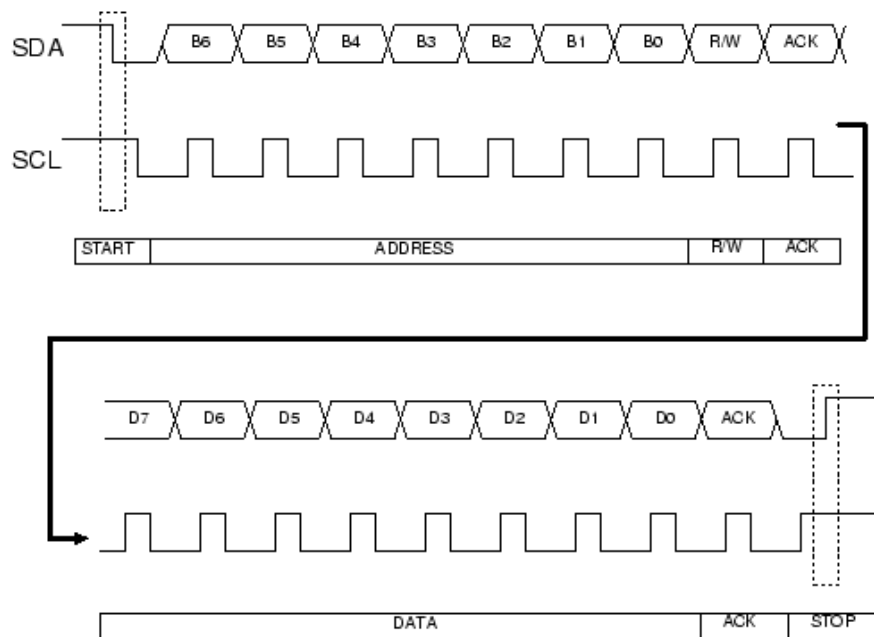 SDA B6 B5 B4 B3 B2 B1 B0 R/W ACK
SCL
START ADDRESS R/W ACK
D7 D6 D5 D4 D3 D2 D1 D0 ACK
DATA ACK STOP